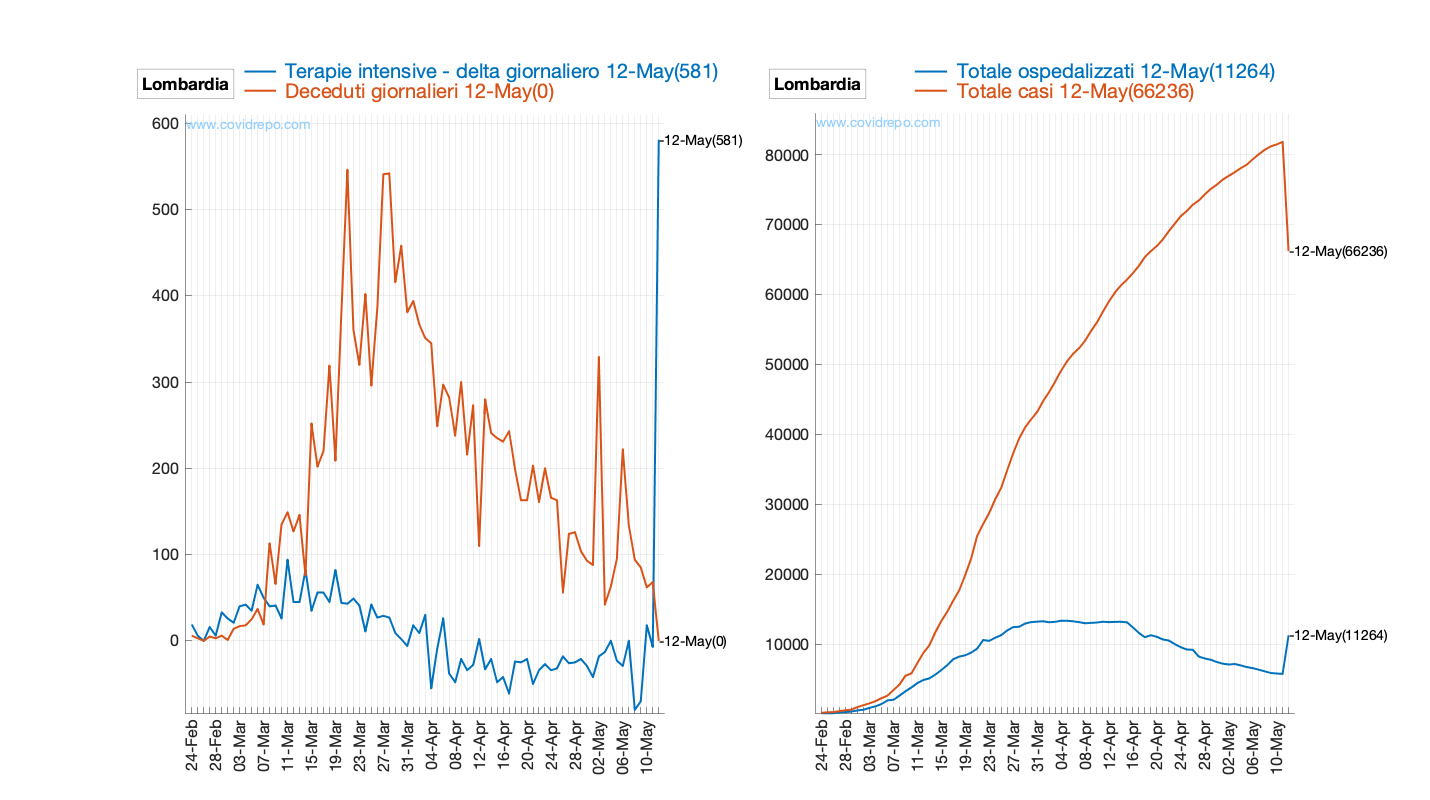 Lombardia
Terapie intensive - delta giornaliero 12-May(581)
Deceduti giornalieri 12-May(0)
www.covidrepo.com
600
500
400
300
200
100
0
12-May(581)
12-May(0)
24-Feb
28-Feb
03-Mar
07-Mar
11-Mar
15-Mar
19-Mar
23-Mar
27-Mar
31-Mar
04-Apr
08-Apr
12-Apr
16-Apr
20-Apr
24-Apr
28-Apr
02-May
06-May
10-May
Lombardia
Totale ospedalizzati 12-May(11264)
Totale casi 12-May(66236)
www.covidrepo.com
80000
70000
60000
50000
40000
30000
20000
10000
12-May(66236)
12-May(11264)
24-Feb
28-Feb
03-Mar
07-Mar
11-Mar
15-Mar
19-Mar
23-Mar
27-Mar
31-Mar
04-Apr
08-Apr
12-Apr
16-Apr
20-Apr
24-Apr
28-Apr
02-May
06-May
10-May